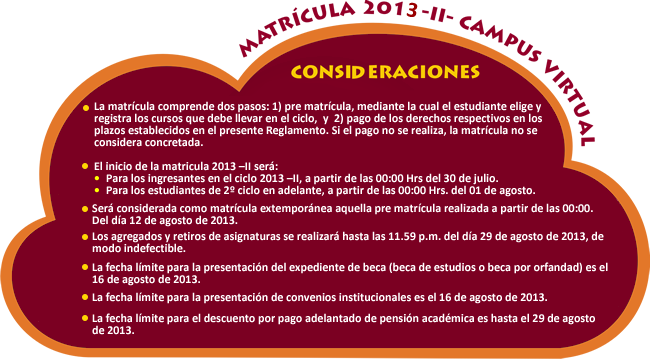 MATRÍCULA 2013-II- CAMPUS VIRTUAL
CONSIDERACIONES
La matrícula comprende dos pasos: 1) pre matrícula, mediante la cual el estudiante elige y
registra los cursos que debe llevar en el ciclo, y 2) pago de los derechos respectivos en los
plazos establecidos en el presente Reglamento. Si el pago no se realiza, la matrícula no se
considera concretada.
El inicio de la matricula 2013 –II será:
Para los ingresantes en el ciclo 2013 –II, a partir de las 00:00 Hrs del 30 de julio.
Para los estudiantes de 2º ciclo en adelante, a partir de las 00:00 Hrs. del 01 de agosto.
Será considerada como matrícula extemporánea aquella pre matrícula realizada a partir de las 00:00.
Del día 12 de agosto de 2013.
Los agregados y retiros de asignaturas se realizará hasta las 11.59 p.m. del día 29 de agosto de 2013, de
modo indefectible.
La fecha límite para la presentación del expediente de beca (beca de estudios o beca por orfandad) es el
16 de agosto de 2013.
La fecha límite para la presentación de convenios institucionales es el 16 de agosto de 2013.
La fecha límite para el descuento por pago adelantado de pensión académica es hasta el 29 de agosto
de 2013.